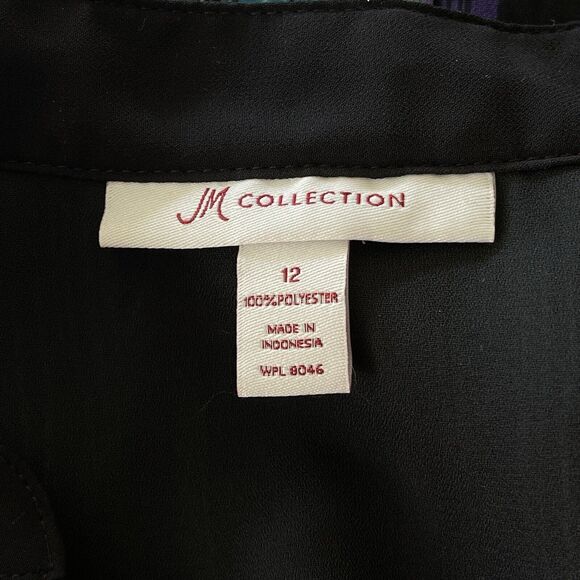 JM COLLECTION
12
100%POLYESTER
MADE IN
INDONESIA
WPL 8046